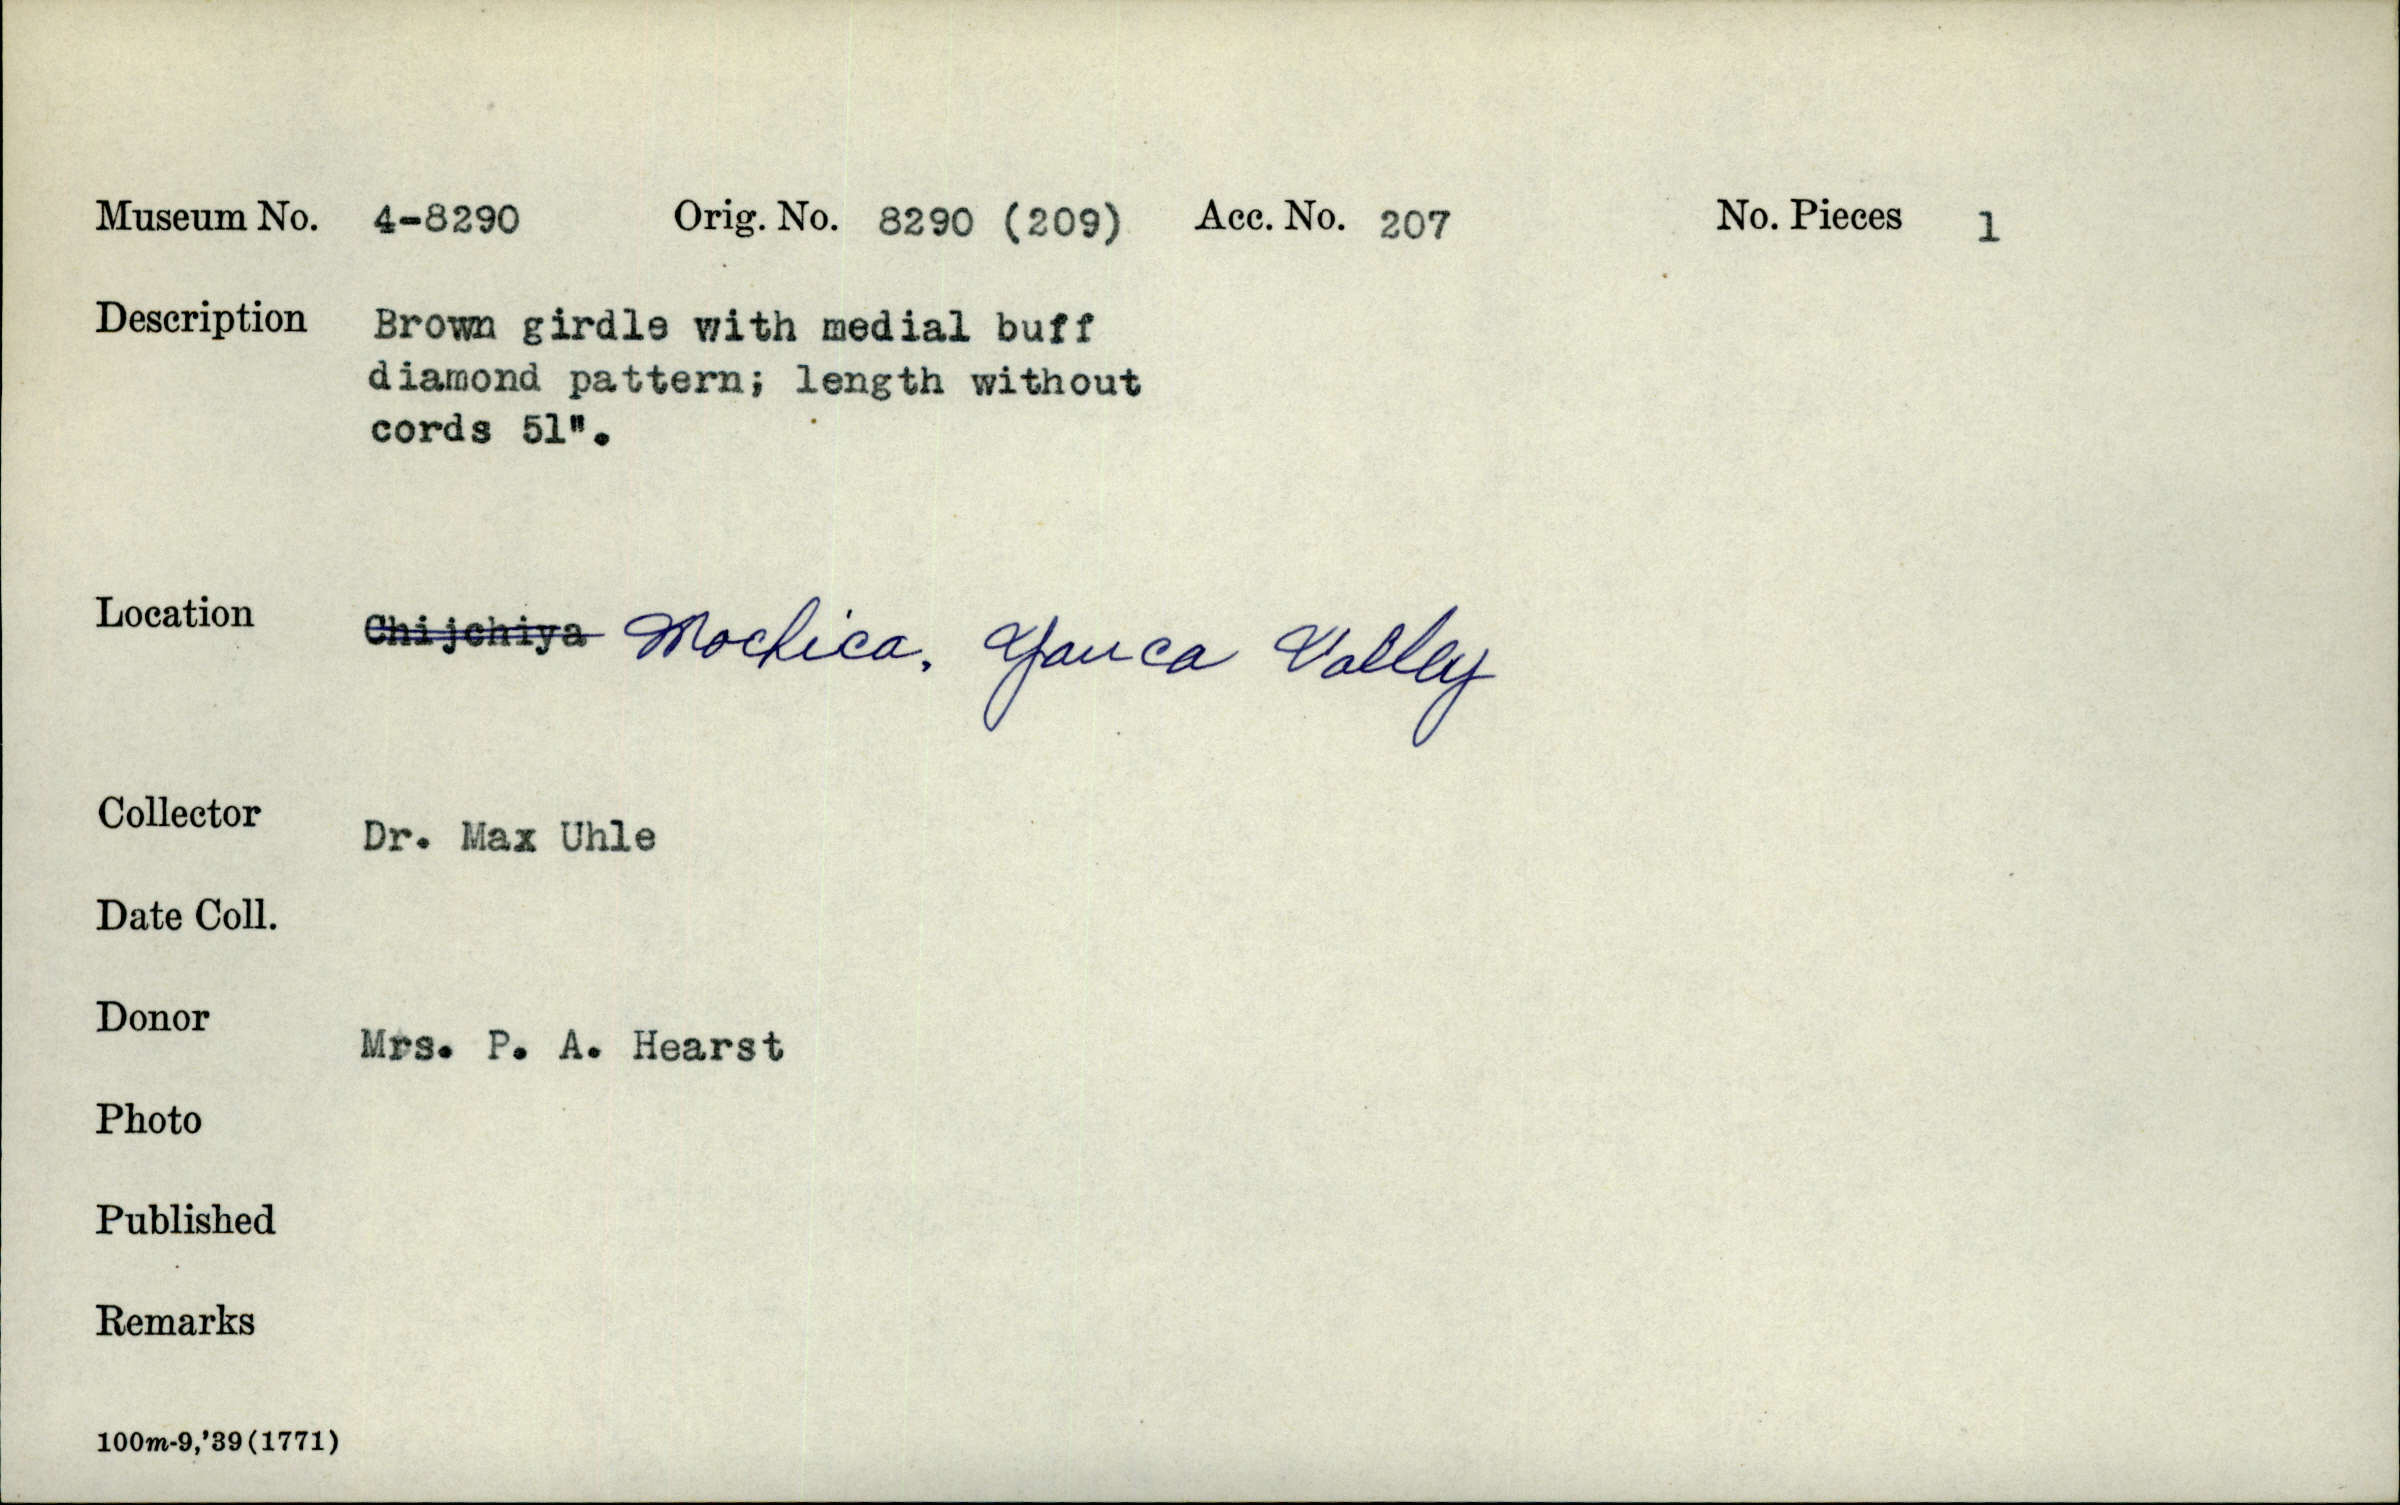 Museum No. 4-8290 Orig. No. 8290 (209) Acc. No. 207 No. Pieces 1
Description Brown girdle with medial buff
diamond pattern; length without
cords 51".
Location Chijchiya Mochica. Yauca Valley
Collector Dr. Max Uhle
Date Coll.
Donor Mrs. P. A. Hearst
Photo
Published
Remarks
100m-9,'39(1771)